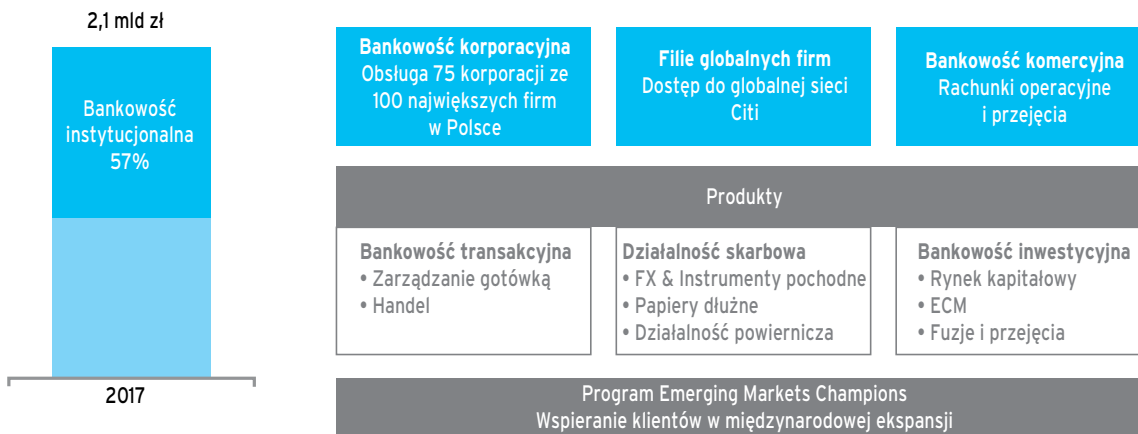 2,1 mld zł
Bankowość
instytucjonalna
57%
2017
Bankowość korporacyjna
Obsługa 75 korporacji ze
100 największych firm
w Polsce
Filie globalnych firm
Dostęp do globalnej sieci
Citi
Bankowość komercyjna
Rachunki operacyjne
i przejęcia
Produkty
Bankowość transakcyjna
• Zarządzanie gotówką
• Handel
Działalność skarbowa
• FX & Instrumenty pochodne
• Papiery dłużne
• Działalność powiernicza
Bankowość inwestycyjna
• Rynek kapitałowy
• ECM
• Fuzje i przejęcia
Program Emerging Markets Champions
Wspieranie klientów w międzynarodowej ekspansji